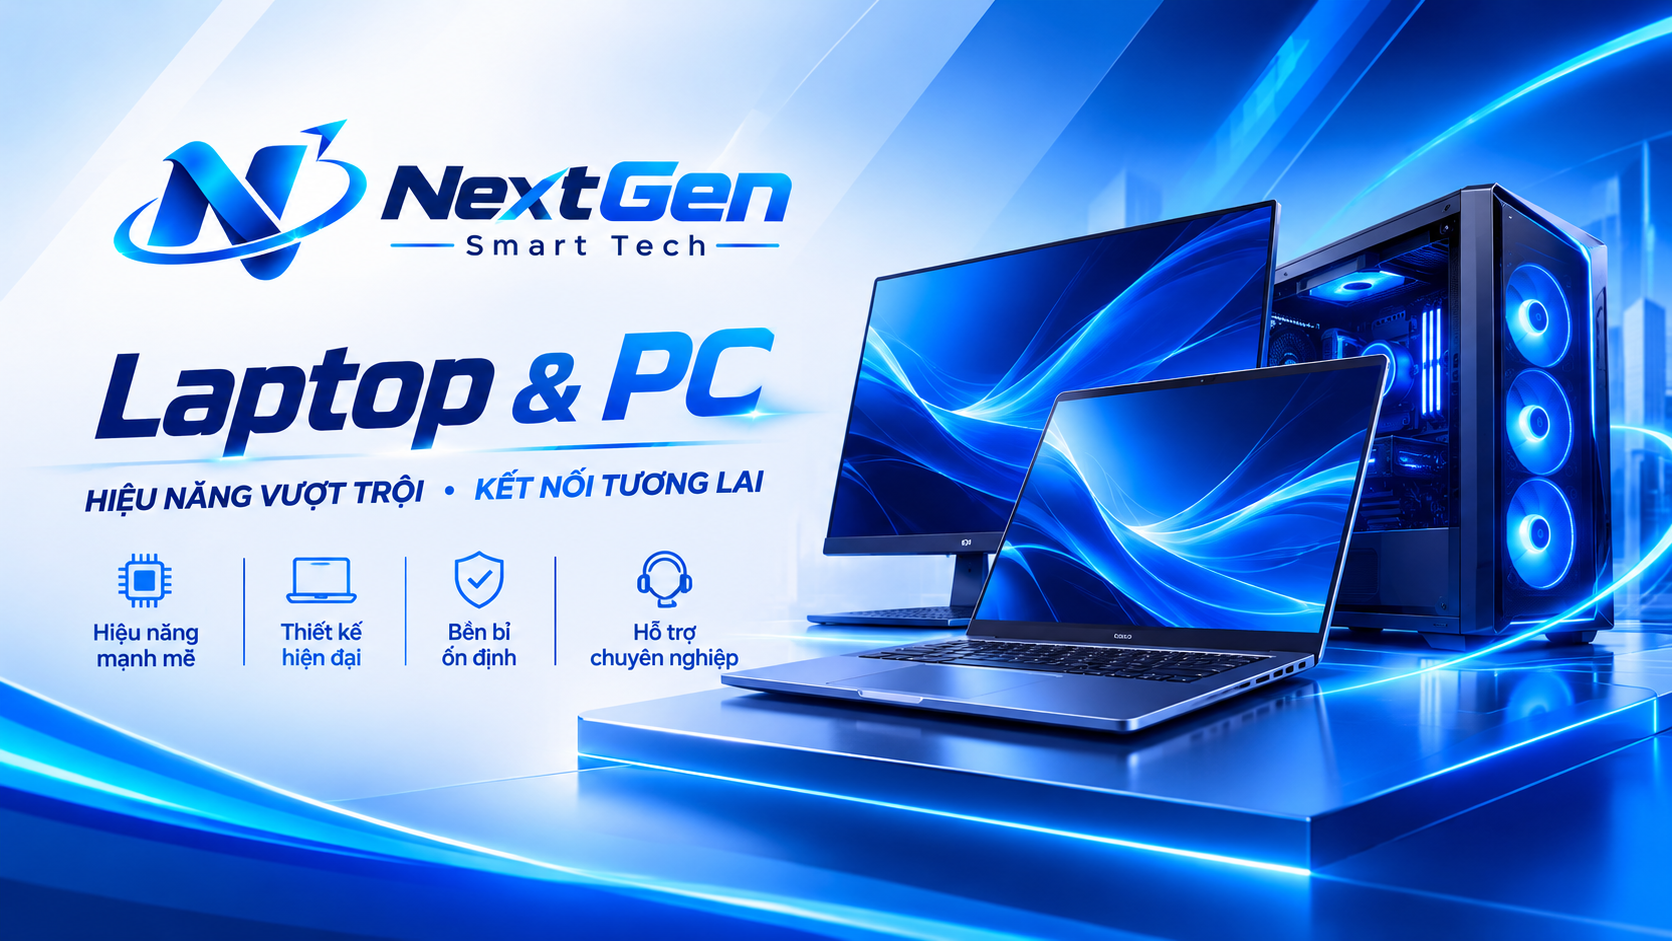 NextGen
Smart Tech
Laptop & PC
HIỆU NĂNG VƯỢT TRỘI • KẾT NỐI TƯƠNG LAI
Hiệu năng
mạnh mẽ
Thiết kế
hiện đại
Bền bỉ
ổn định
Hỗ trợ
chuyên nghiệp